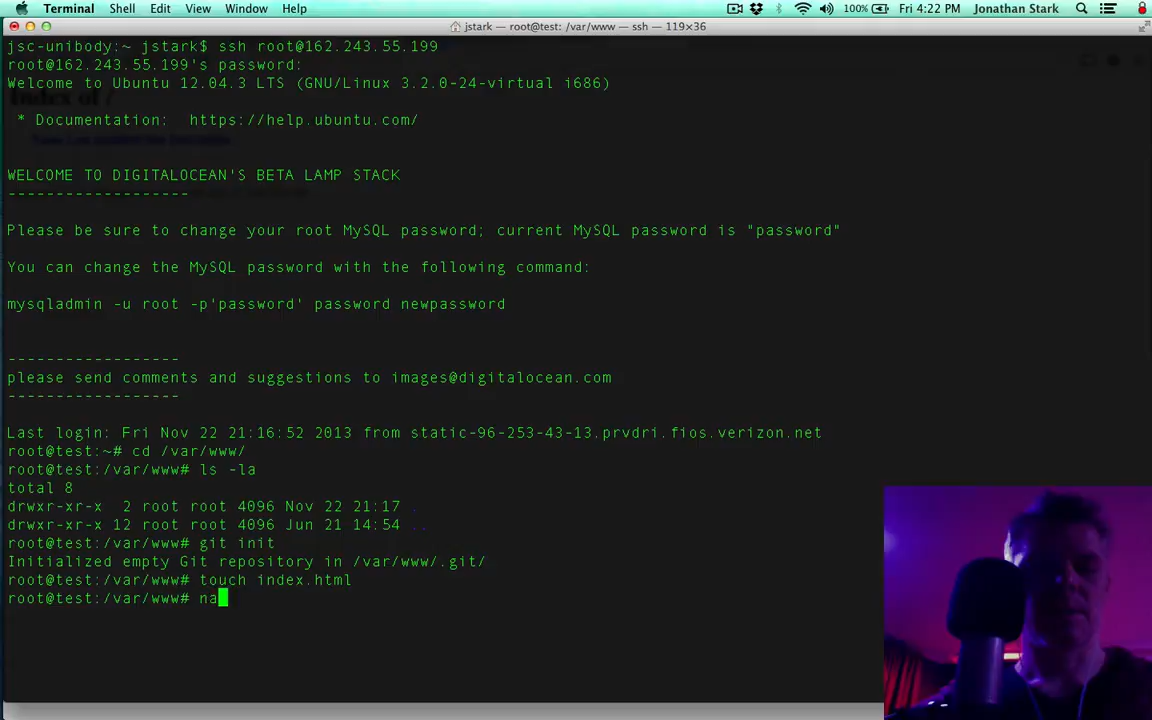 Terminal Shell Edit View Window Help 100% Fri 4:22 PM Jonathan Stark
jstark — root@test: /var/www — ssh — 119×36
jsc-unibody:~ jstark$ ssh root@162.243.55.199
root@162.243.55.199's password:
Welcome to Ubuntu 12.04.3 LTS (GNU/Linux 3.2.0-24-virtual i686)
* Documentation: https://help.ubuntu.com/
WELCOME TO DIGITALOCEAN'S BETA LAMP STACK
-------------------
Please be sure to change your root MySQL password; current MySQL password is "password"
You can change the MySQL password with the following command:
mysqladmin -u root -p'password' password newpassword
------------------
please send comments and suggestions to images@digitalocean.com
------------------
Last login: Fri Nov 22 21:16:52 2013 from static-96-253-43-13.prvdri.fios.verizon.net
root@test:~# cd /var/www/
root@test:/var/www# ls -la
total 8
drwxr-xr-x 2 root root 4096 Nov 22 21:17 .
drwxr-xr-x 12 root root 4096 Jun 21 14:54 ..
root@test:/var/www# git init
Initialized empty Git repository in /var/www/.git/
root@test:/var/www# touch index.html
root@test:/var/www# na